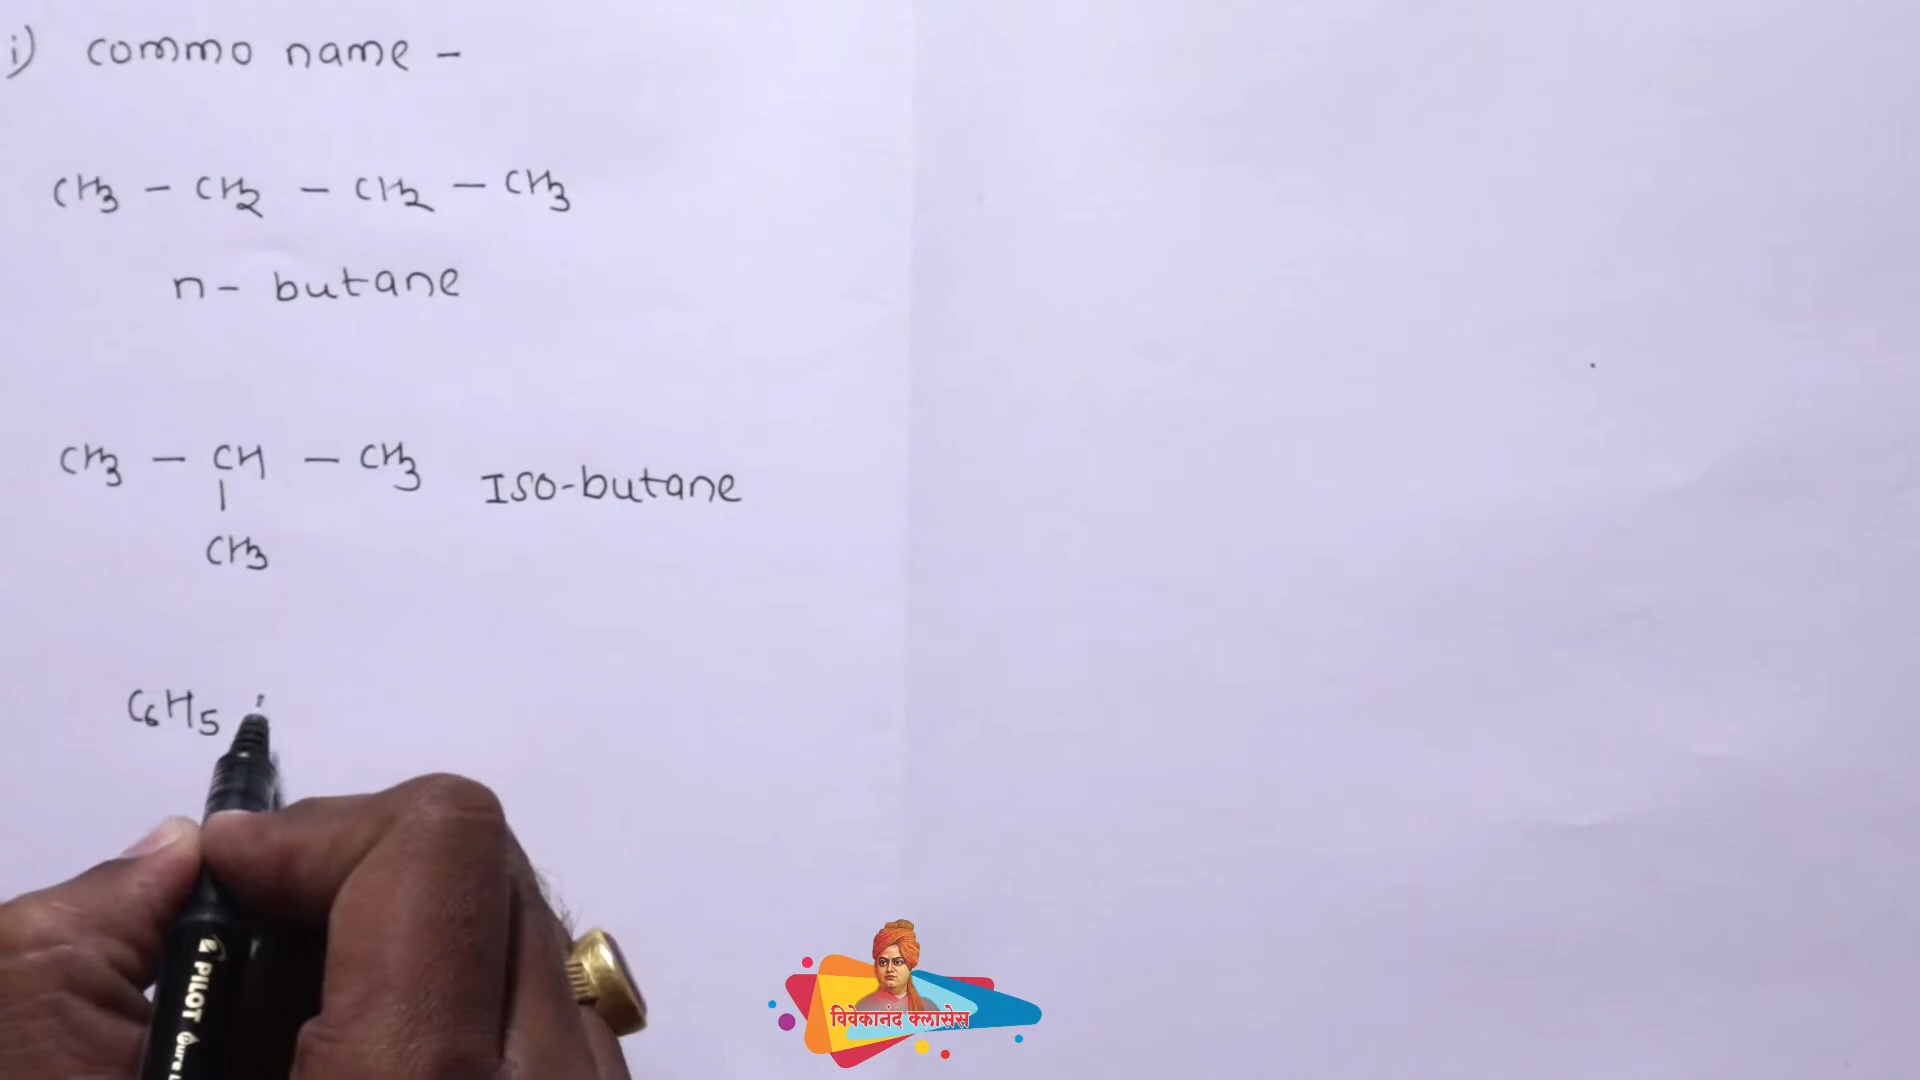 i) commo name -
CH3 - CH2 - CH2 - CH3
n- butane
CH3 - CH - CH3 Iso-butane
|
CH3
C6H5
PILOT
विवेकानंद क्लासेस